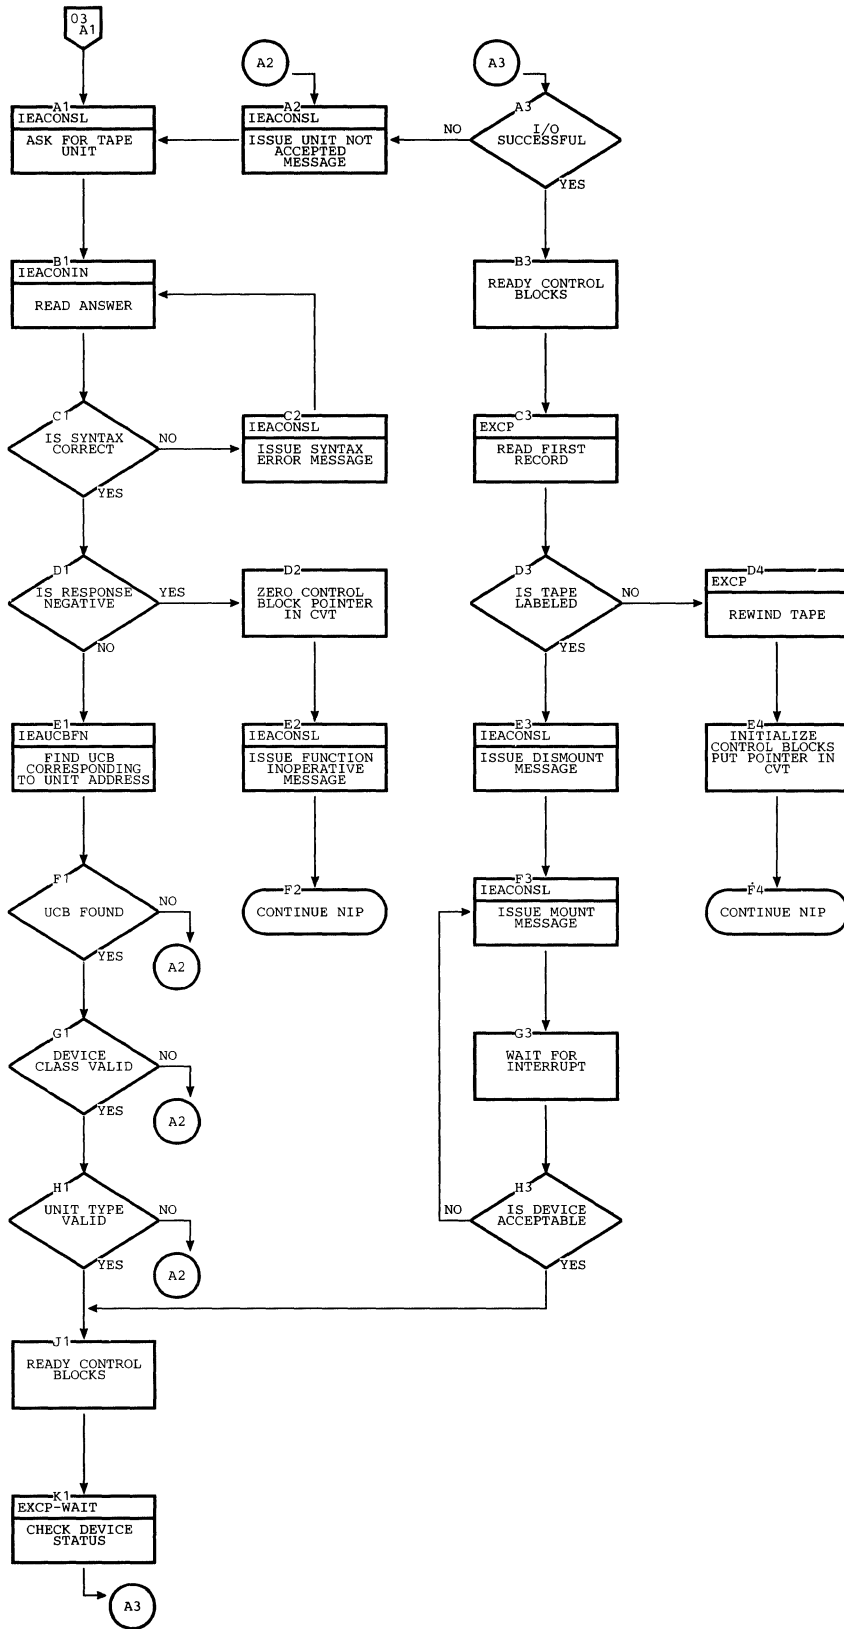 03
A1
A1
IEACONSL
ASK FOR TAPE
UNIT
B1
IEACONIN
READ ANSWER
C1
IS SYNTAX
CORRECT
NO
YES
D1
IS RESPONSE
NEGATIVE
YES
NO
E1
IEAUCBFN
FIND UCB
CORRESPONDING
TO UNIT ADDRESS
F1
UCB FOUND
NO
A2
YES
G1
DEVICE
CLASS VALID
NO
A2
YES
H1
UNIT TYPE
VALID
NO
A2
YES
J1
READY CONTROL
BLOCKS
K1
EXCP-WAIT
CHECK DEVICE
STATUS
A3
A2
A2
IEACONSL
ISSUE UNIT NOT
ACCEPTED
MESSAGE
C2
IEACONSL
ISSUE SYNTAX
ERROR MESSAGE
D2
ZERO CONTROL
BLOCK POINTER
IN CVT
E2
IEACONSL
ISSUE FUNCTION
INOPERATIVE
MESSAGE
F2
CONTINUE NIP
A3
A3
I/O
SUCCESSFUL
NO
YES
B3
READY CONTROL
BLOCKS
C3
EXCP
READ FIRST
RECORD
D3
IS TAPE
LABELED
NO
YES
E3
IEACONSL
ISSUE DISMOUNT
MESSAGE
F3
IEACONSL
ISSUE MOUNT
MESSAGE
G3
WAIT FOR
INTERRUPT
H3
IS DEVICE
ACCEPTABLE
NO
YES
D4
EXCP
REWIND TAPE
E4
INITIALIZE
CONTROL BLOCKS
PUT POINTER IN
CVT
F4
CONTINUE NIP